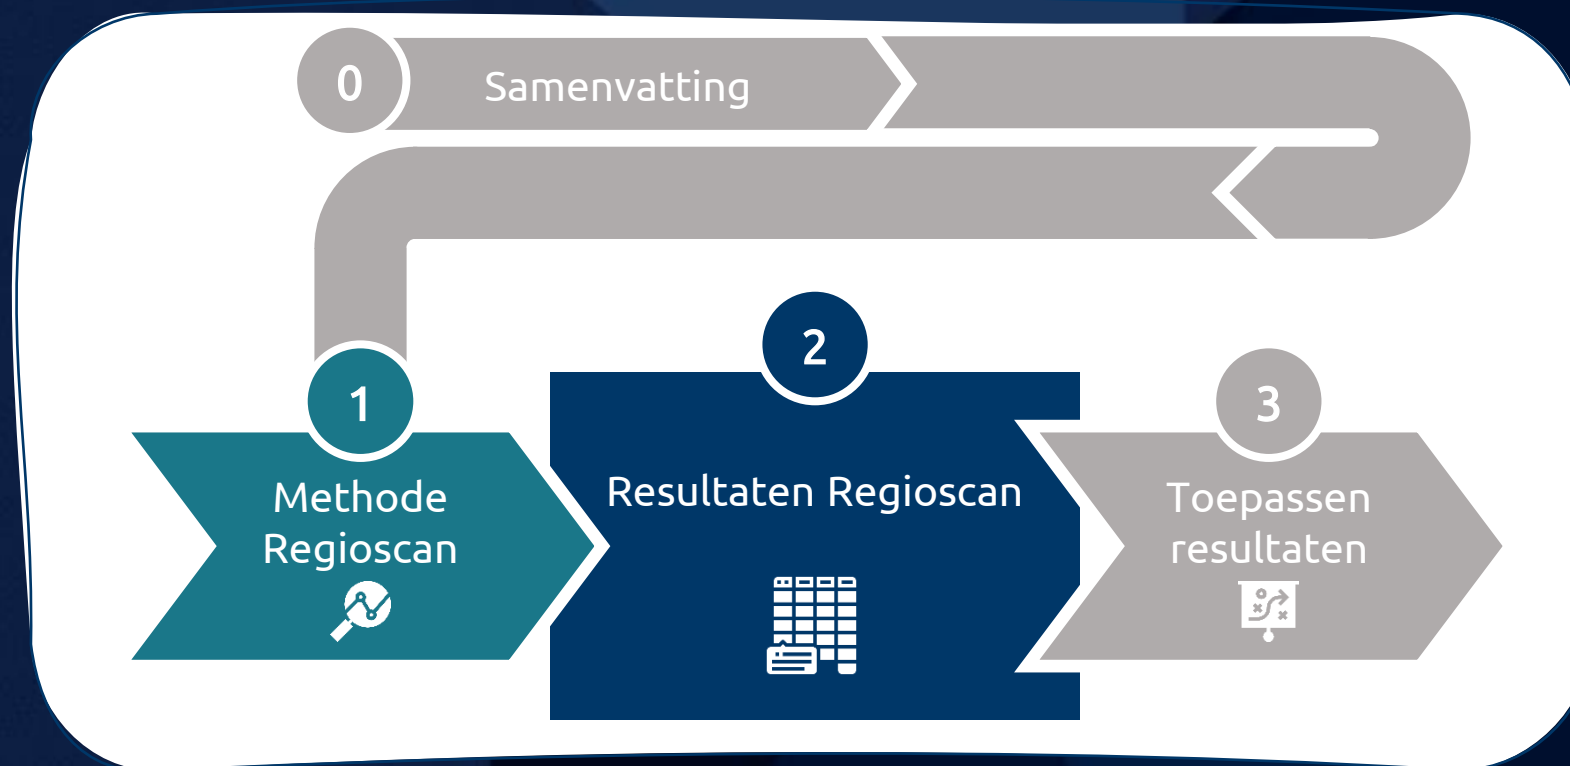 0
Samenvatting
1
Methode
Regioscan
2
Resultaten Regioscan
3
Toepassen
resultaten